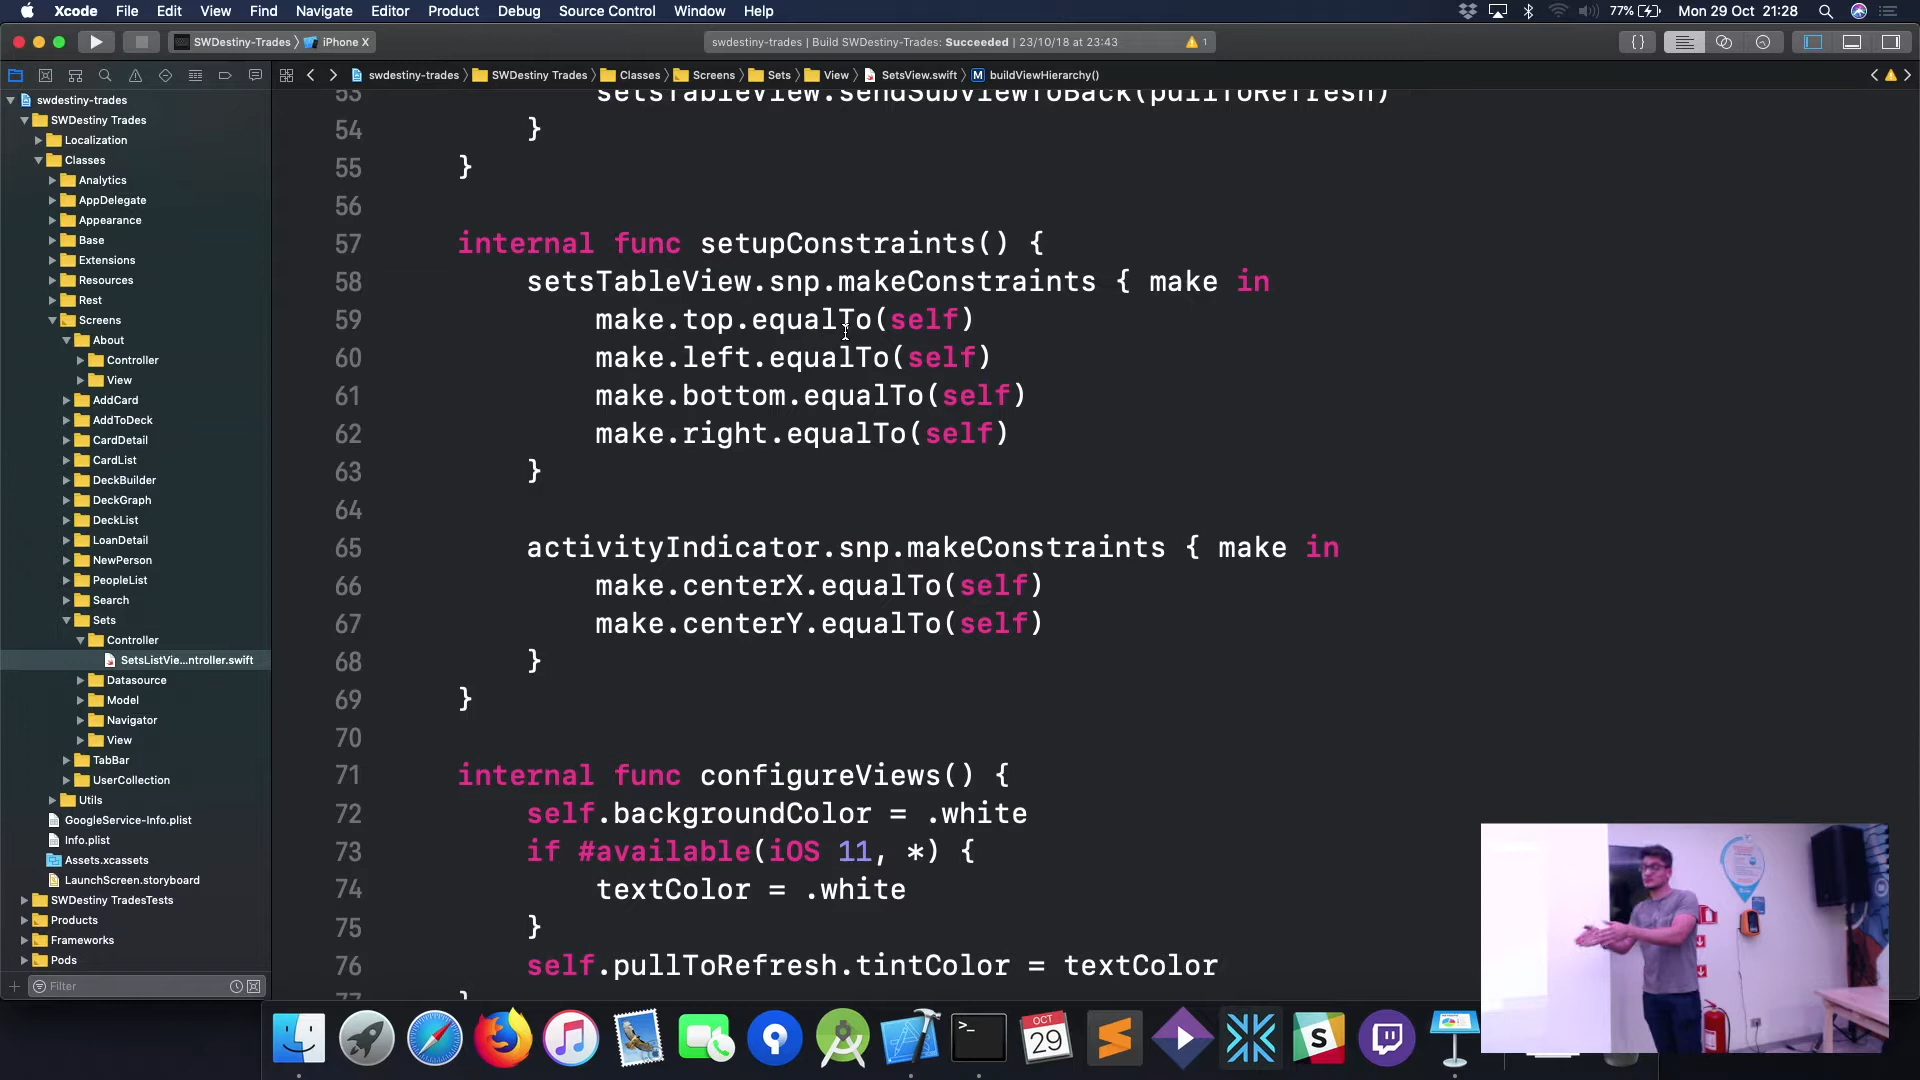 Xcode File Edit View Find Navigate Editor Product Debug Source Control Window Help 77% Mon 29 Oct 21:28
SWDestiny-Trades iPhone X swdestiny-trades | Build SWDestiny-Trades: Succeeded | 23/10/18 at 23:43 1
swdestiny-trades SWDestiny Trades Classes Screens Sets View SetsView.swift M buildViewHierarchy()
swdestiny-trades
SWDestiny Trades
Localization
Classes
Analytics
AppDelegate
Appearance
Base
Extensions
Resources
Rest
Screens
About
Controller
View
AddCard
AddToDeck
CardDetail
CardList
DeckBuilder
DeckGraph
DeckList
LoanDetail
NewPerson
PeopleList
Search
Sets
Controller
SetsListVie...ntroller.swift
Datasource
Model
Navigator
View
TabBar
UserCollection
Utils
GoogleService-Info.plist
Info.plist
Assets.xcassets
LaunchScreen.storyboard
SWDestiny TradesTests
Products
Frameworks
Pods
Filter
53 setsTableView.sendSubviewToBack(pullToRefresh)
54 }
55 }
56
57 internal func setupConstraints() {
58 setsTableView.snp.makeConstraints { make in
59 make.top.equalTo(self)
60 make.left.equalTo(self)
61 make.bottom.equalTo(self)
62 make.right.equalTo(self)
63 }
64
65 activityIndicator.snp.makeConstraints { make in
66 make.centerX.equalTo(self)
67 make.centerY.equalTo(self)
68 }
69 }
70
71 internal func configureViews() {
72 self.backgroundColor = .white
73 if #available(iOS 11, *) {
74 textColor = .white
75 }
76 self.pullToRefresh.tintColor = textColor
77 }
OCT
29